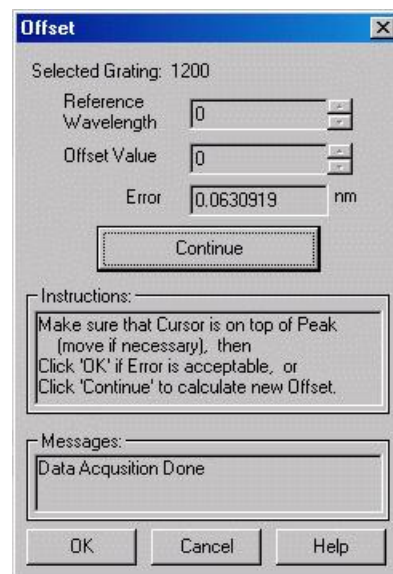 Offset
Selected Grating: 1200
Reference
Wavelength
0
Offset Value
0
Error
0.0630919
nm
Continue
Instructions:
Make sure that Cursor is on top of Peak
(move if necessary), then
Click 'OK' if Error is acceptable, or
Click 'Continue' to calculate new Offset.
Messages:
Data Acqusition Done
OK
Cancel
Help